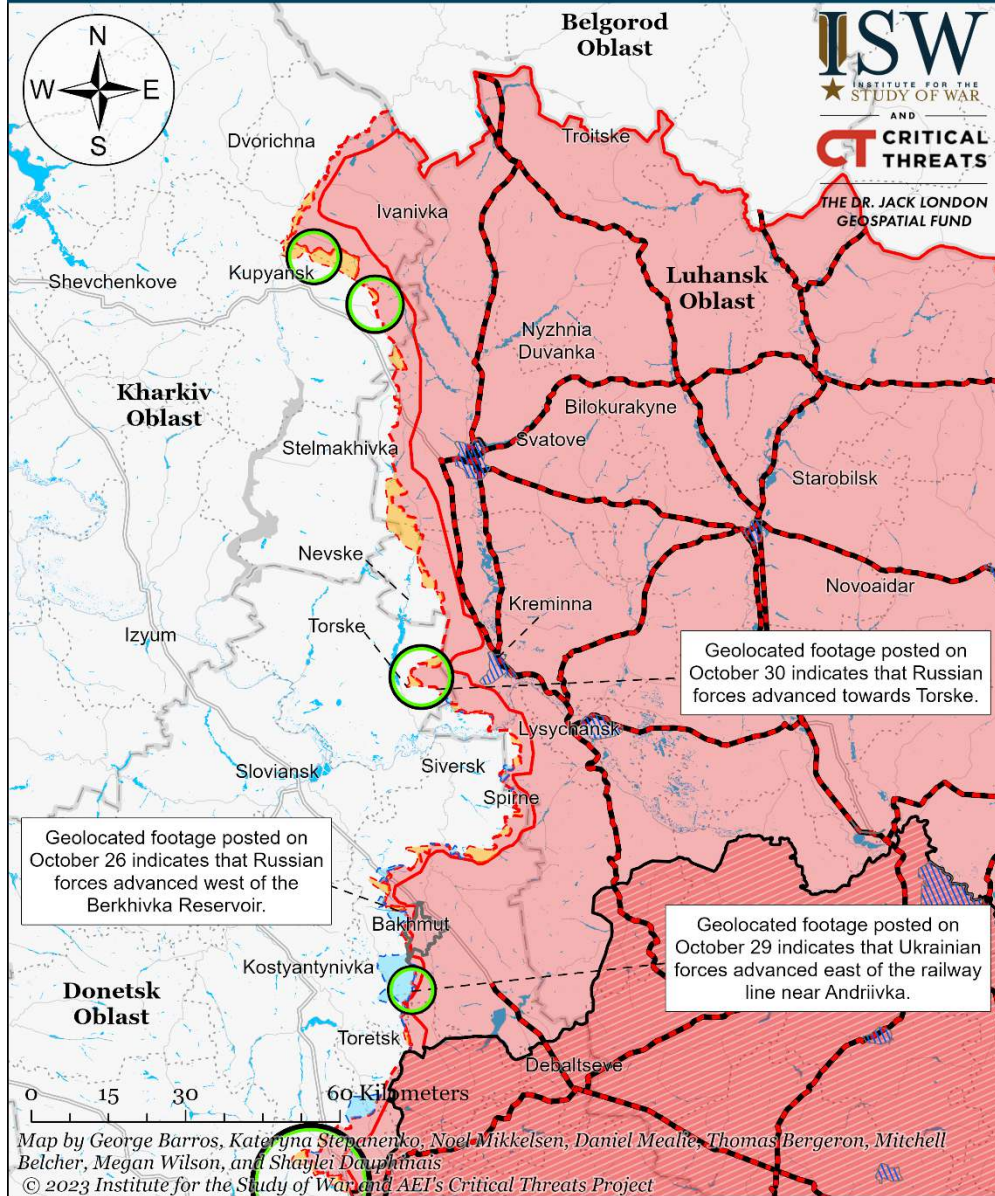 Belgorod
Oblast
ISW
INSTITUTE FOR THE
STUDY OF WAR
AND
CT CRITICAL
THREATS
THE DR. JACK LONDON
GEOSPATIAL FUND
N
W E
S
Dvorichna
Troitske
Ivanivka
Kupyansk
Shevchenkove
Luhansk
Oblast
Nyzhnia
Duvanka
Kharkiv
Oblast
Bilokurakyne
Stelmakhivka
Svatove
Starobilsk
Nevske
Novoaidar
Kreminna
Torske
Izyum
Geolocated footage posted on
October 30 indicates that Russian
forces advanced towards Torske.
Lysychansk
Siversk
Sloviansk
Spirne
Geolocated footage posted on
October 26 indicates that Russian
forces advanced west of the
Berkhivka Reservoir.
Bakhmut
Geolocated footage posted on
October 29 indicates that Ukrainian
forces advanced east of the railway
line near Andriivka.
Kostyantynivka
Donetsk
Oblast
Toretsk
Debaltseve
0 15 30 60 Kilometers
Map by George Barros, Kateryna Stepanenko, Noel Mikkelsen, Daniel Mealie, Thomas Bergeron, Mitchell
Belcher, Megan Wilson, and Shaylei Dauphinais
© 2023 Institute for the Study of War and AEI's Critical Threats Project